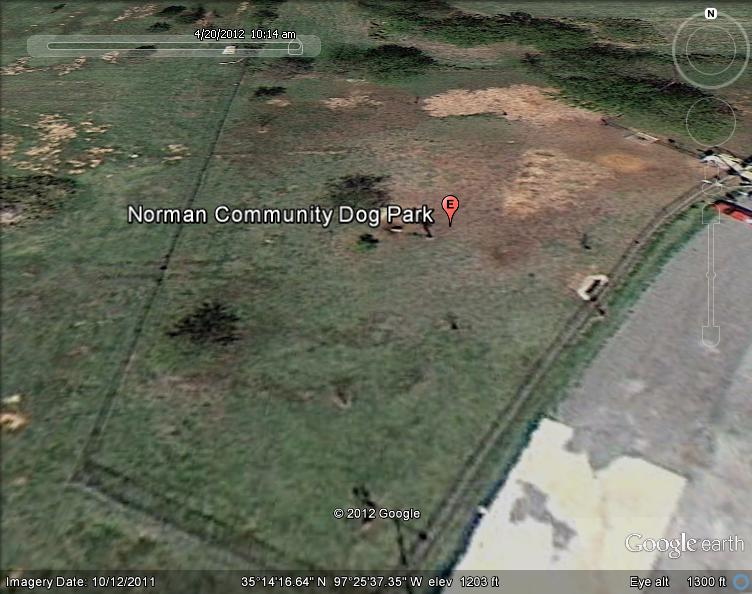 N
4/20/2012 10:14 am
Norman Community Dog Park
E
© 2012 Google
Google earth
Imagery Date: 10/12/2011 35°14'16.64" N 97°25'37.35" W elev 1203 ft Eye alt 1300 ft